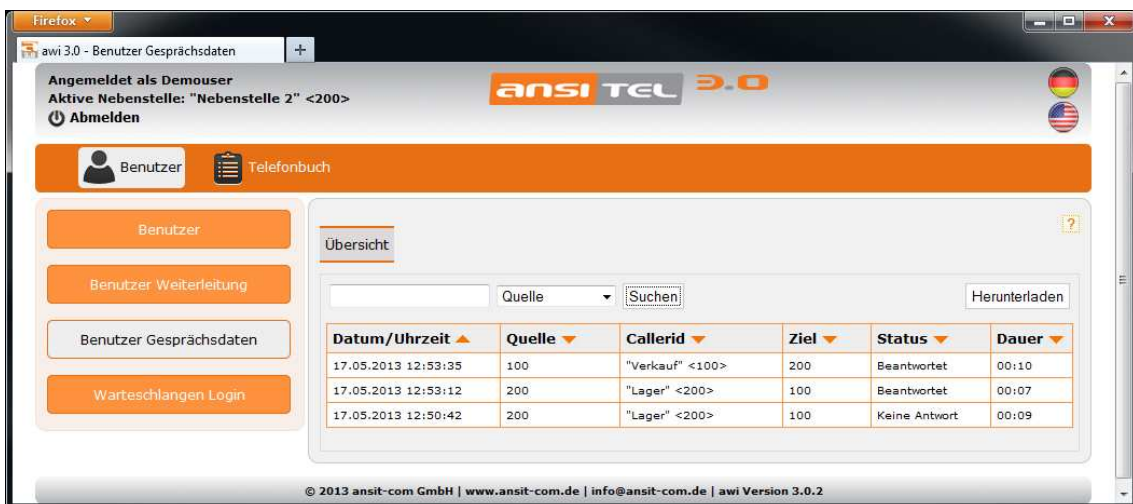 Firefox
awi 3.0 - Benutzer Gesprächsdaten
Angemeldet als Demouser
Aktive Nebenstelle: "Nebenstelle 2" <200>
Abmelden
ansi TEL 3.0
Benutzer Telefonbuch
Benutzer
Benutzer Weiterleitung
Benutzer Gesprächsdaten
Warteschlangen Login
?
Übersicht
Quelle Suchen Herunterladen
Datum/Uhrzeit Quelle Callerid Ziel Status Dauer
17.05.2013 12:53:35 100 "Verkauf" <100> 200 Beantwortet 00:10
17.05.2013 12:53:12 200 "Lager" <200> 100 Beantwortet 00:07
17.05.2013 12:50:42 200 "Lager" <200> 100 Keine Antwort 00:09
© 2013 ansit-com GmbH | www.ansit-com.de | info@ansit-com.de | awi Version 3.0.2